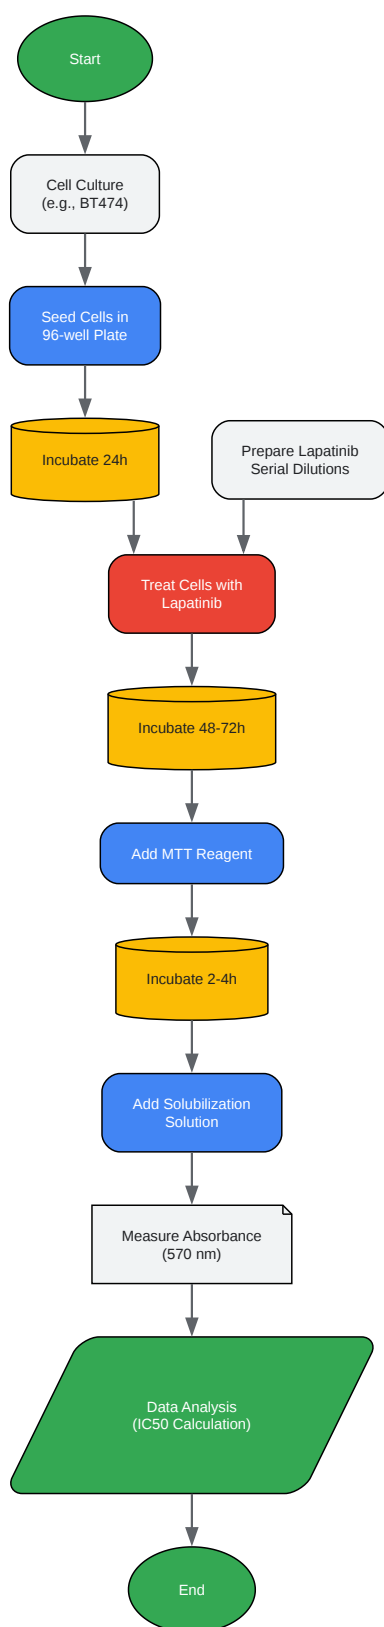 Start
Cell Culture
(e.g., BT474)
Seed Cells in
96-well Plate
Incubate 24h
Prepare Lapatinib
Serial Dilutions
Treat Cells with
Lapatinib
Incubate 48-72h
Add MTT Reagent
Incubate 2-4h
Add Solubilization
Solution
Measure Absorbance
(570 nm)
Data Analysis
(IC50 Calculation)
End